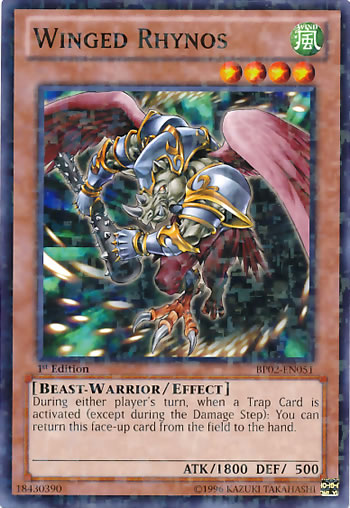 WINGED RHYNOS
WIND
風
1st Edition
BP02-EN051
[BEAST-WARRIOR/EFFECT]
During either player's turn, when a Trap Card is
activated (except during the Damage Step): You can
return this face-up card from the field to the hand.
ATK/1800 DEF/ 500
18430390
©1996 KAZUKI TAKAHASHI